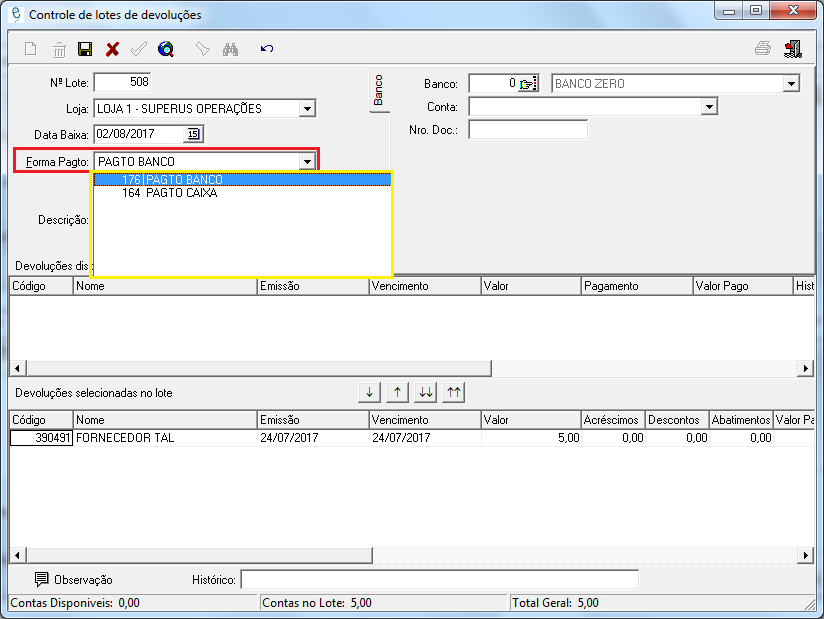 Controle de lotes de devoluções
Nº Lote: 508
Loja: LOJA 1 - SUPERUS OPERAÇÕES
Data Baixa: 02/08/2017 15
Forma Pagto: PAGTO BANCO
176 PAGTO BANCO
164 PAGTO CAIXA
Descrição:
Banco
Banco: 0 BANCO ZERO
Conta:
Nro. Doc.:
Devoluções dis
Código Nome Emissão Vencimento Valor Pagamento Valor Pago Hist
Devoluções selecionadas no lote
Código Nome Emissão Vencimento Valor Acréscimos Descontos Abatimentos Valor Pa
390491 FORNECEDOR TAL 24/07/2017 24/07/2017 5,00 0,00 0,00 0,00
Observação Histórico:
Contas Disponiveis: 0,00 Contas no Lote: 5,00 Total Geral: 5,00